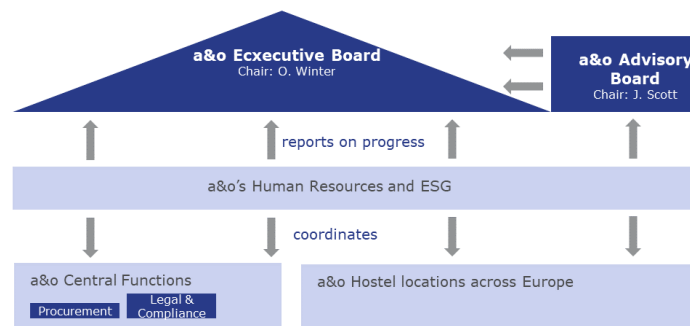 a&o Ecxecutive Board
Chair: O. Winter
a&o Advisory
Board
Chair: J. Scott
reports on progress
a&o’s Human Resources and ESG
coordinates
a&o Central Functions
Procurement
Legal &
Compliance
a&o Hostel locations across Europe